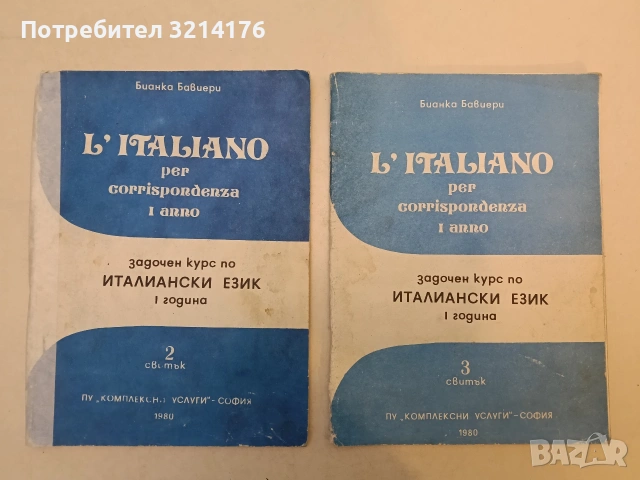 Потребител 3214176
Бианка Бавиери
L'ITALIANO
per
corrispondenza
I anno
задочен курс по
ИТАЛИАНСКИ ЕЗИК
I година
2
свитък
ПУ „КОМПЛЕКСНИ УСЛУГИ"-СОФИЯ
1980
Бианка Бавиери
L'ITALIANO
per
corrispondenza
I anno
задочен курс по
ИТАЛИАНСКИ ЕЗИК
I година
3
свитък
ПУ „КОМПЛЕКСНИ УСЛУГИ"-СОФИЯ
1980
BAZAR